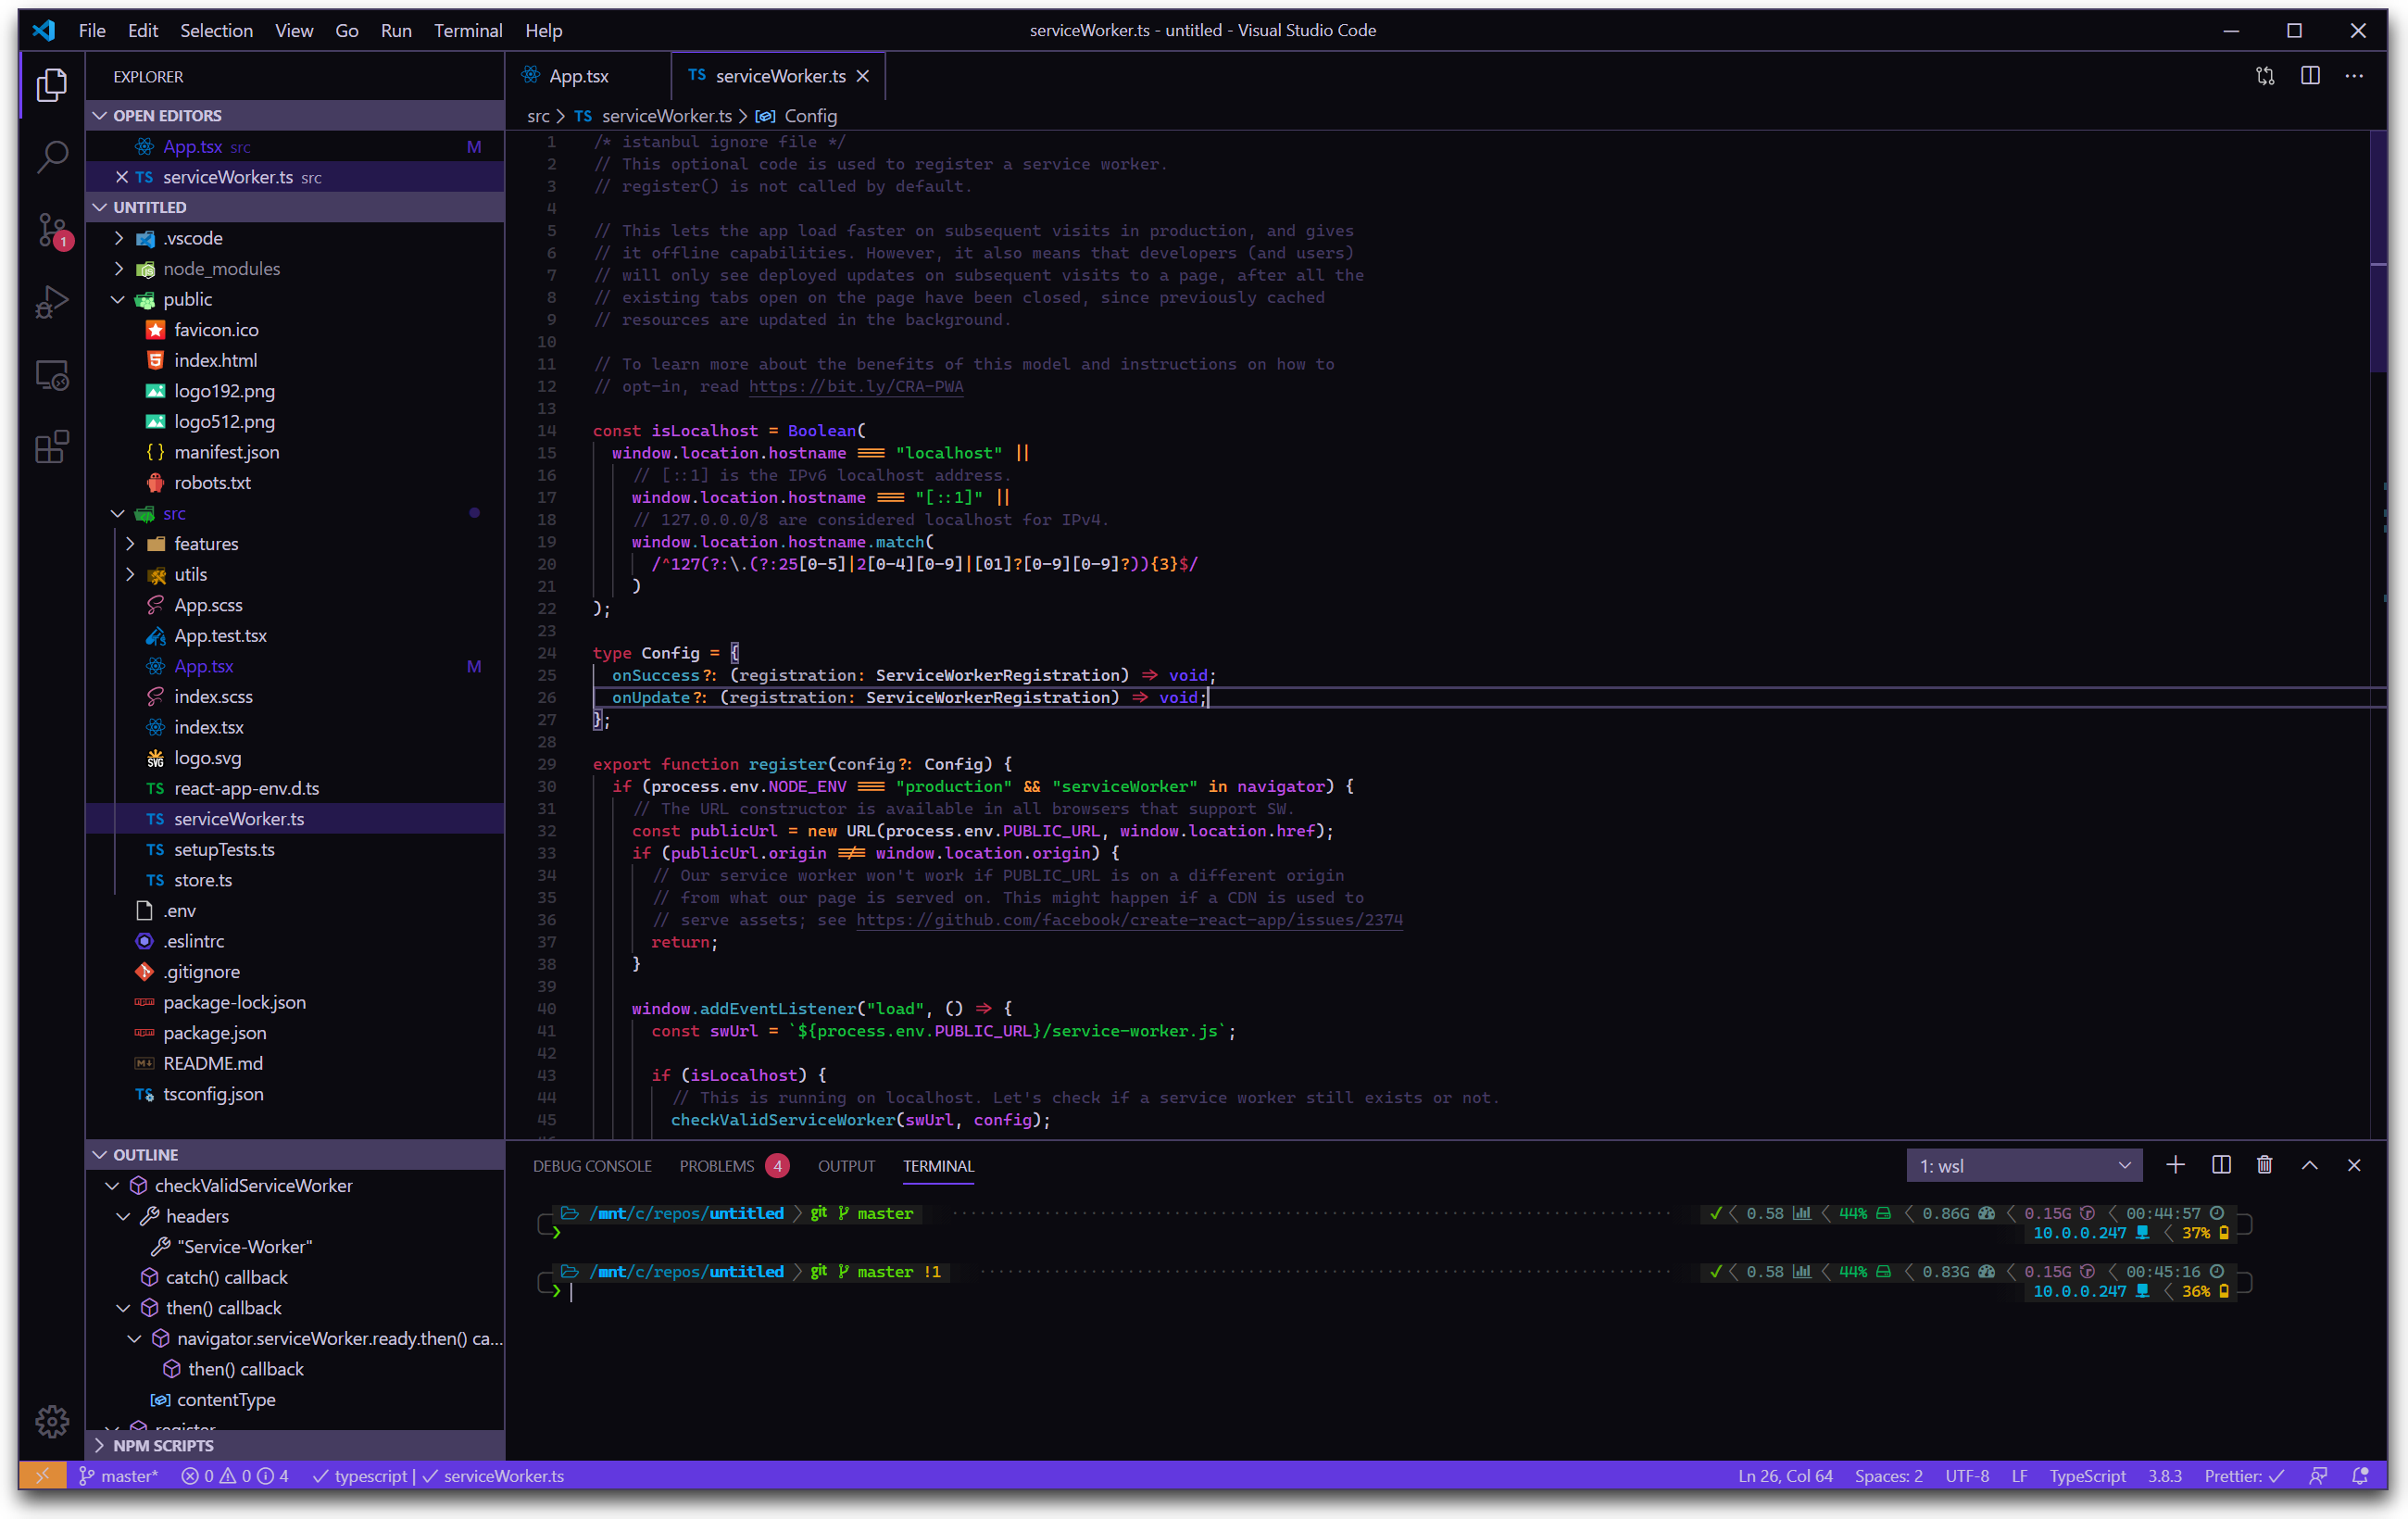 File Edit Selection View Go Run Terminal Help
serviceWorker.ts - untitled - Visual Studio Code
EXPLORER
OPEN EDITORS
App.tsx src M
TS serviceWorker.ts src
UNTITLED
.vscode
node_modules
public
favicon.ico
index.html
logo192.png
logo512.png
{} manifest.json
robots.txt
src
features
utils
App.scss
App.test.tsx
App.tsx M
index.scss
index.tsx
SVG logo.svg
TS react-app-env.d.ts
TS serviceWorker.ts
TS setupTests.ts
TS store.ts
.env
.eslintrc
.gitignore
package-lock.json
package.json
README.md
TS tsconfig.json
OUTLINE
checkValidServiceWorker
headers
"Service-Worker"
catch() callback
then() callback
navigator.serviceWorker.ready.then() ca...
then() callback
contentType
register
NPM SCRIPTS
1
App.tsx
TS serviceWorker.ts
src > TS serviceWorker.ts > Config
1 /* istanbul ignore file */
2 // This optional code is used to register a service worker.
3 // register() is not called by default.
4
5 // This lets the app load faster on subsequent visits in production, and gives
6 // it offline capabilities. However, it also means that developers (and users)
7 // will only see deployed updates on subsequent visits to a page, after all the
8 // existing tabs open on the page have been closed, since previously cached
9 // resources are updated in the background.
10
11 // To learn more about the benefits of this model and instructions on how to
12 // opt-in, read https://bit.ly/CRA-PWA
13
14 const isLocalhost = Boolean(
15 window.location.hostname === "localhost" ||
16 // [::1] is the IPv6 localhost address.
17 window.location.hostname === "[::1]" ||
18 // 127.0.0.0/8 are considered localhost for IPv4.
19 window.location.hostname.match(
20 /^127(?:\.(?:25[0-5]|2[0-4][0-9]|[01]?[0-9][0-9]?)){3}$/
21 )
22 );
23
24 type Config = {
25 onSuccess?: (registration: ServiceWorkerRegistration) => void;
26 onUpdate?: (registration: ServiceWorkerRegistration) => void;
27 };
28
29 export function register(config?: Config) {
30 if (process.env.NODE_ENV === "production" && "serviceWorker" in navigator) {
31 // The URL constructor is available in all browsers that support SW.
32 const publicUrl = new URL(process.env.PUBLIC_URL, window.location.href);
33 if (publicUrl.origin !== window.location.origin) {
34 // Our service worker won't work if PUBLIC_URL is on a different origin
35 // from what our page is served on. This might happen if a CDN is used to
36 // serve assets; see https://github.com/facebook/create-react-app/issues/2374
37 return;
38 }
39
40 window.addEventListener("load", () => {
41 const swUrl = `${process.env.PUBLIC_URL}/service-worker.js`;
42
43 if (isLocalhost) {
44 // This is running on localhost. Let's check if a service worker still exists or not.
45 checkValidServiceWorker(swUrl, config);
DEBUG CONSOLE PROBLEMS 4 OUTPUT TERMINAL
1: wsl
/mnt/c/repos/untitled git master 0.58 44% 0.86G 0.15G 00:44:57
10.0.0.247 37%
/mnt/c/repos/untitled git master !1 0.58 44% 0.83G 0.15G 00:45:16
10.0.0.247 36%
master* 0 0 4 typescript | serviceWorker.ts
Ln 26, Col 64 Spaces: 2 UTF-8 LF TypeScript 3.8.3 Prettier: